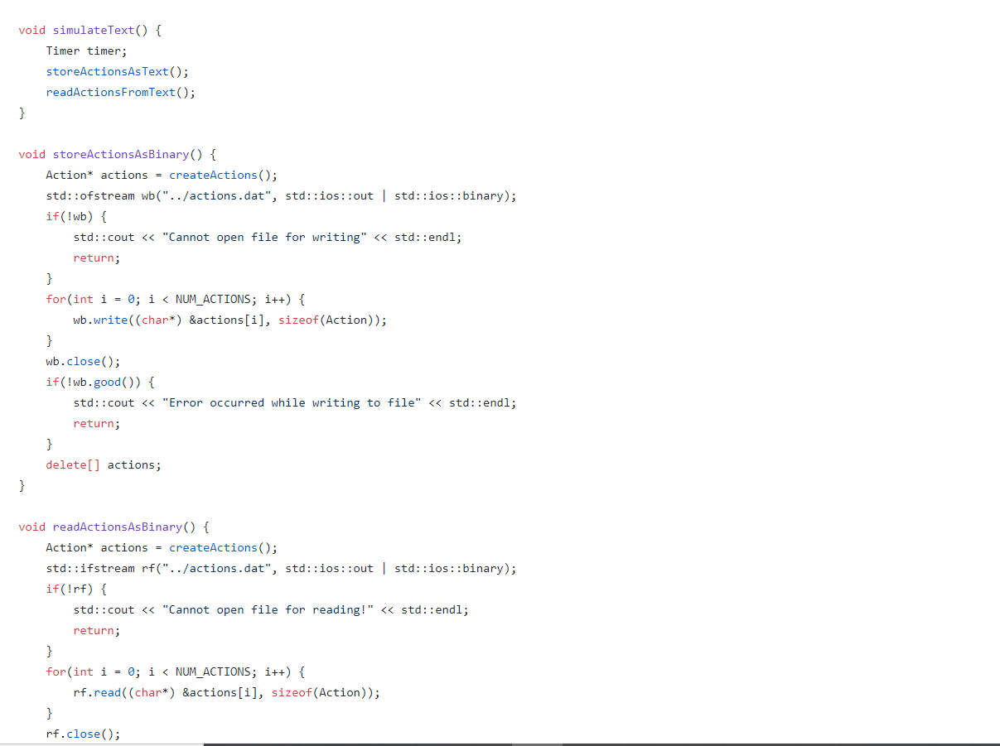 void simulateText() {
    Timer timer;
    storeActionsAsText();
    readActionsFromText();
}

void storeActionsAsBinary() {
    Action* actions = createActions();
    std::ofstream wb("../actions.dat", std::ios::out | std::ios::binary);
    if(!wb) {
        std::cout << "Cannot open file for writing" << std::endl;
        return;
    }
    for(int i = 0; i < NUM_ACTIONS; i++) {
        wb.write((char*) &actions[i], sizeof(Action));
    }
    wb.close();
    if(!wb.good()) {
        std::cout << "Error occurred while writing to file" << std::endl;
        return;
    }
    delete[] actions;
}

void readActionsAsBinary() {
    Action* actions = createActions();
    std::ifstream rf("../actions.dat", std::ios::out | std::ios::binary);
    if(!rf) {
        std::cout << "Cannot open file for reading!" << std::endl;
        return;
    }
    for(int i = 0; i < NUM_ACTIONS; i++) {
        rf.read((char*) &actions[i], sizeof(Action));
    }
    rf.close();